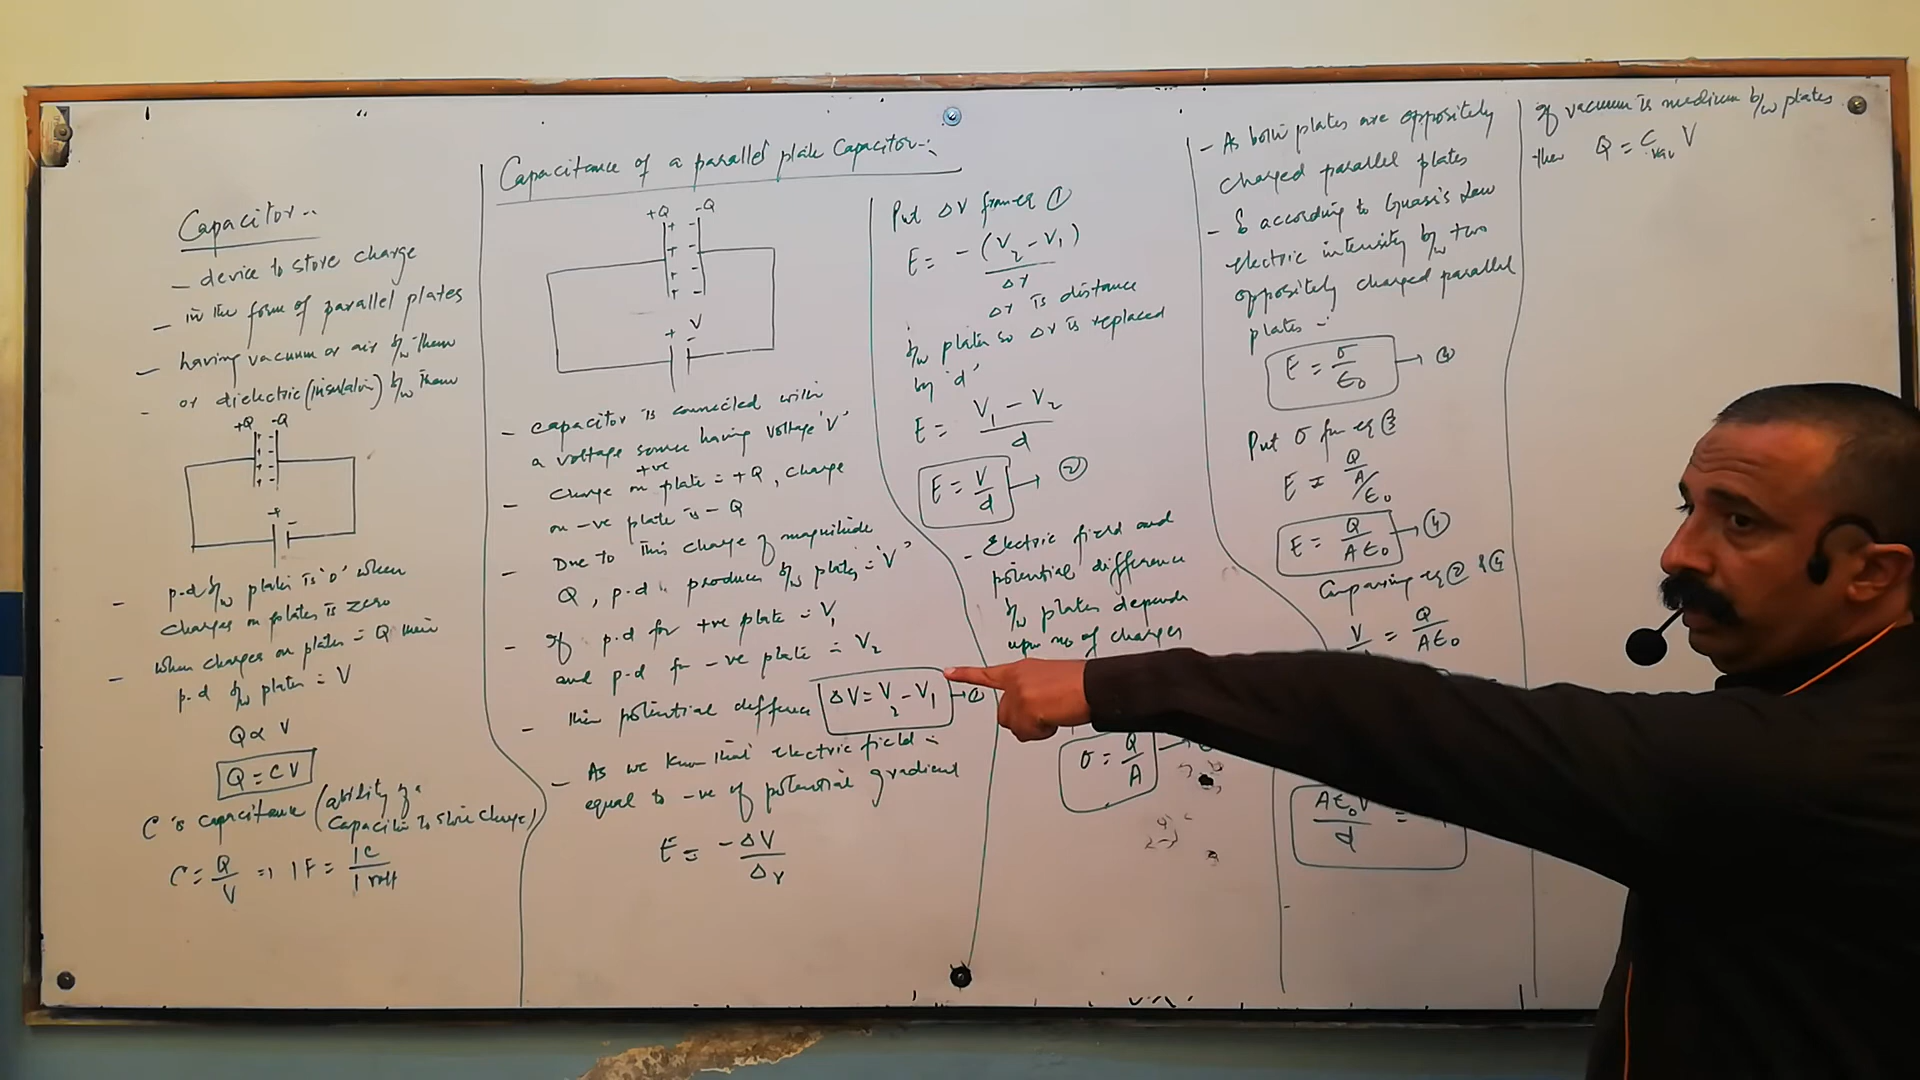 Capacitor:-
- device to store charge
- in the form of parallel plates
- having vacuum or air b/w them
- or dielectric (insulator) b/w them
+Q -Q
+ -
- p.d b/w plates is '0' when
charges on plates is zero
- when charges on plates = Q then
p.d b/w plates = V
Q ∝ V
Q = CV
C is capacitance (ability of a
capacitor to store charge)
C = Q/V ⇒ 1 F = 1C/1 volt
Capacitance of a parallel plate Capacitor:-
+Q -Q
+ V -
- capacitor is connected with
a voltage source having voltage 'V'
- charge on +ve plate = +Q, charge
on -ve plate is - Q
- Due to this charge of magnitude
Q, p.d produces b/w plates = 'V'
- If p.d for +ve plate = V1
and p.d for -ve plate = V2
- then potential difference ΔV = V2 - V1 → ①
- As we know that electric field =
equal to -ve of potential gradient
E = -ΔV/Δr
Put ΔV from eq ①
E = -(V2 - V1)/Δr
Δr is distance
b/w plates so Δr is replaced
by 'd'
E = V1 - V2/d
E = V/d → ②
- Electric field and
potential difference
b/w plates depends
upon no of charges
σ = Q/A
- As both plates are oppositely
charged parallel plates
- & according to Guass's Law
electric intensity b/w two
oppositely charged parallel
plates =
E = σ/ε0 → ④
Put σ from eq ③
E = Q/A/ε0
E = Q/Aε0 → ④
Comparing eq ② & ④
V = Q/Aε0
Aε0V/d =
If vacuum is medium b/w plates
then Q = Cvac V